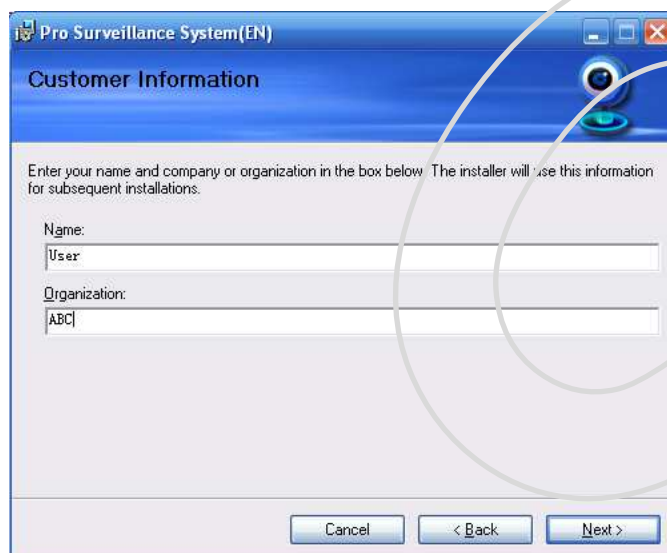 Pro Surveillance System(EN)
Customer Information
Enter your name and company or organization in the box below. The installer will use this information
for subsequent installations.
Name:
User
Organization:
ABC
Cancel
< Back
Next >